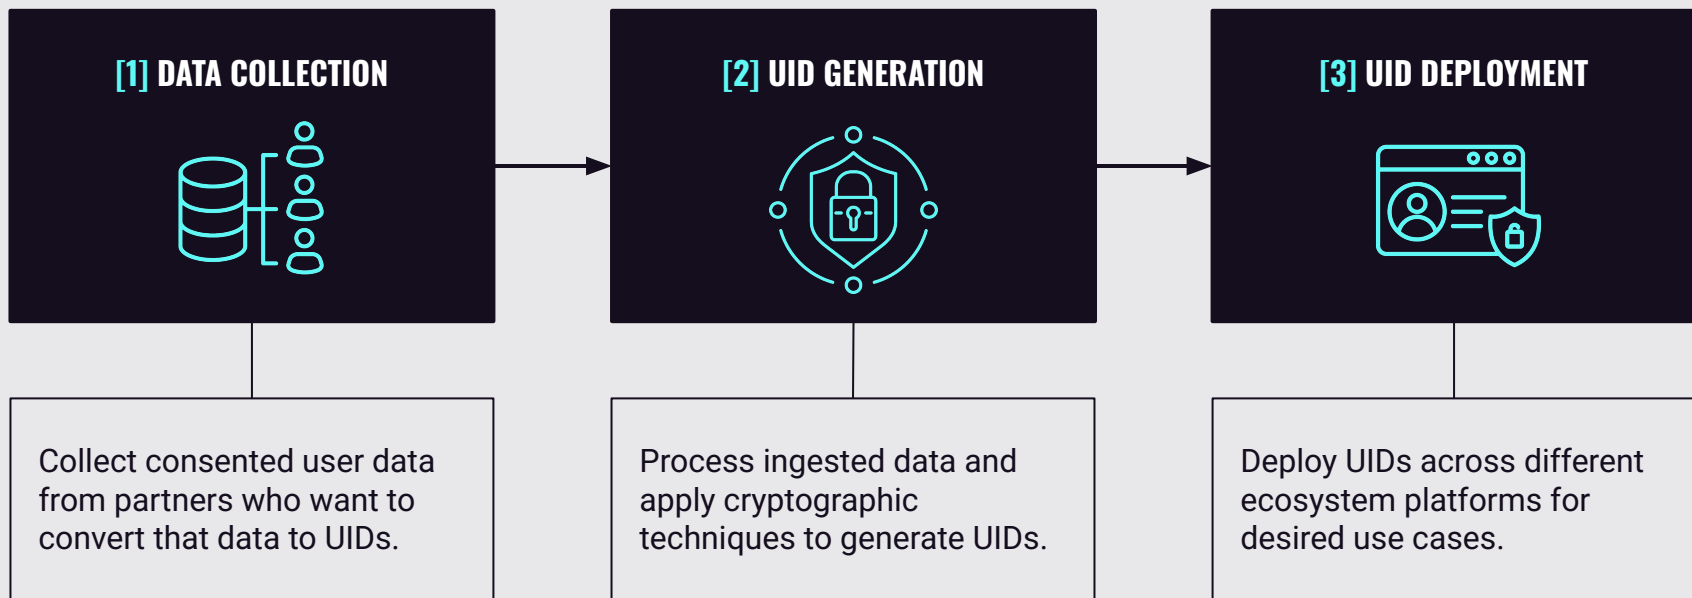 [1] DATA COLLECTION
Collect consented user data
from partners who want to
convert that data to UIDs.
[2] UID GENERATION
Process ingested data and
apply cryptographic
techniques to generate UIDs.
[3] UID DEPLOYMENT
Deploy UIDs across different
ecosystem platforms for
desired use cases.